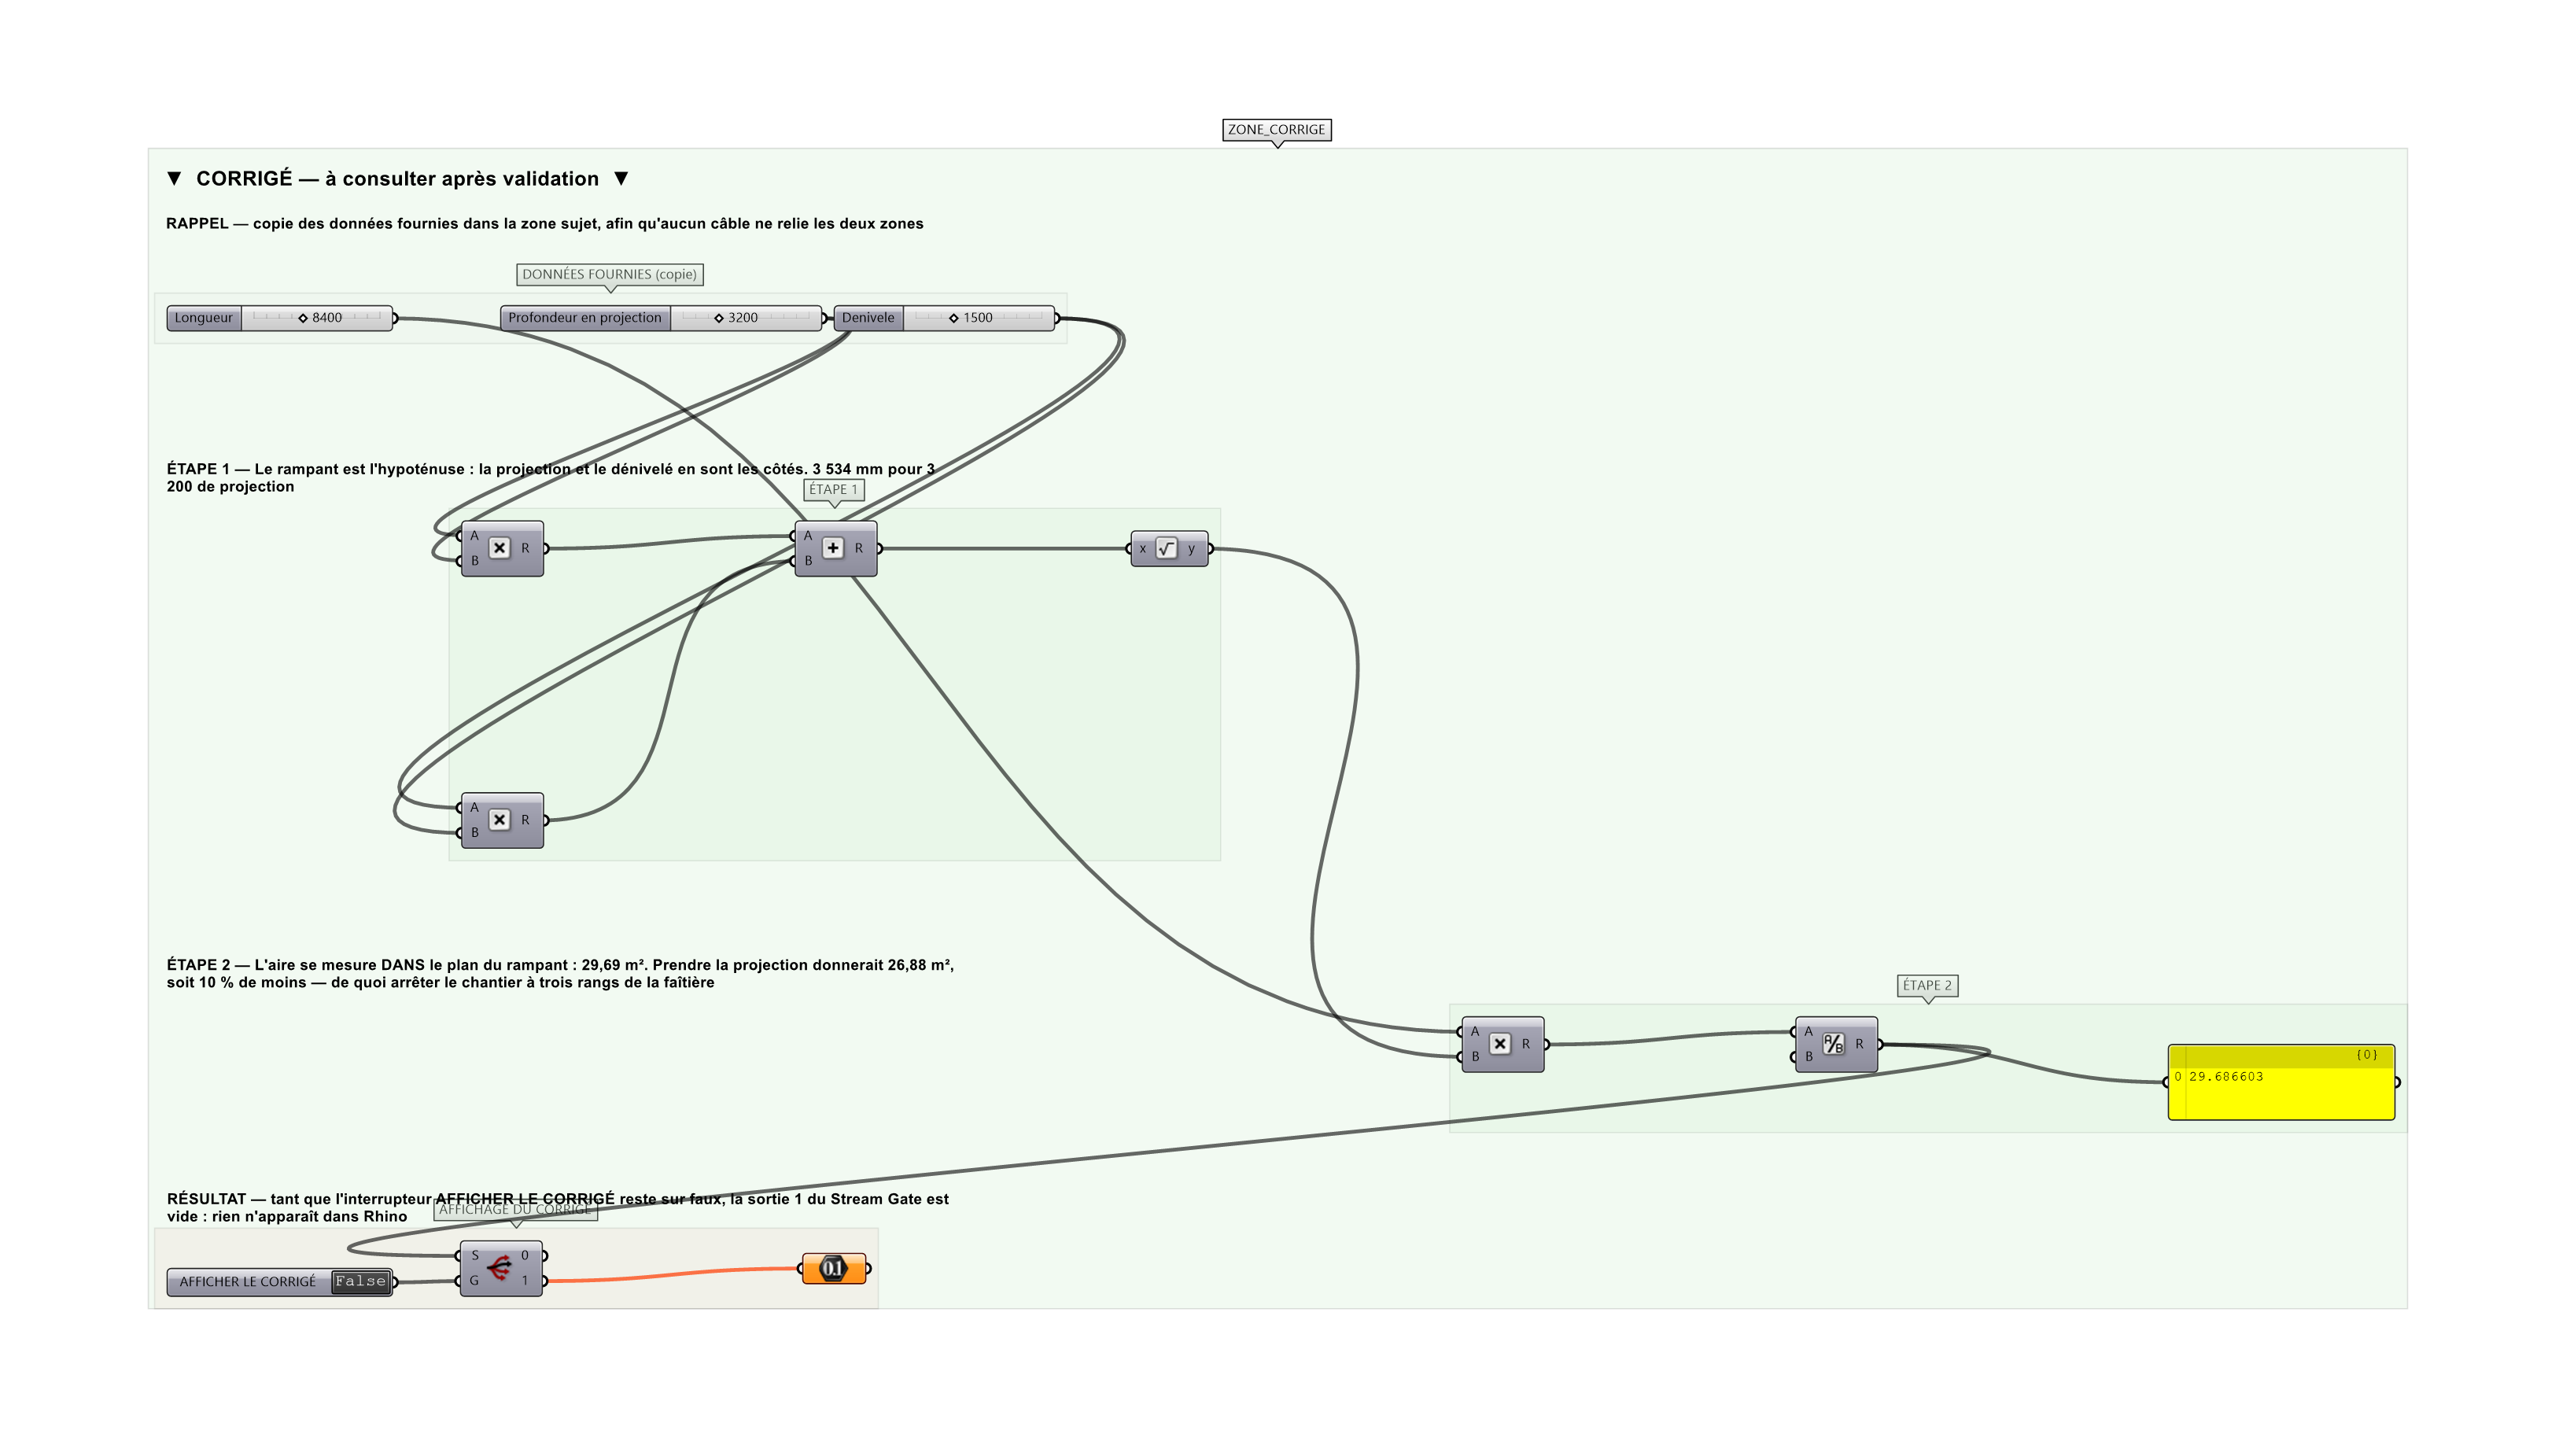 ZONE_CORRIGE
▼ CORRIGÉ — à consulter après validation ▼
RAPPEL — copie des données fournies dans la zone sujet, afin qu'aucun câble ne relie les deux zones
DONNÉES FOURNIES (copie)
Longueur 8400
Profondeur en projection 3200
Denivele 1500
ÉTAPE 1 — Le rampant est l'hypoténuse : la projection et le dénivelé en sont les côtés. 3 534 mm pour 3
200 de projection
ÉTAPE 1
A
B
R
A
B
R
x √ y
A
B
R
ÉTAPE 2 — L'aire se mesure DANS le plan du rampant : 29,69 m². Prendre la projection donnerait 26,88 m²,
soit 10 % de moins — de quoi arrêter le chantier à trois rangs de la faîtière
ÉTAPE 2
A
B
R
A
B
A/B
R
{0}
0 29.686603
RÉSULTAT — tant que l'interrupteur AFFICHER LE CORRIGÉ reste sur faux, la sortie 1 du Stream Gate est
vide : rien n'apparaît dans Rhino
AFFICHAGE DU CORRIGÉ
AFFICHER LE CORRIGÉ False
S 0
G 1
0.1